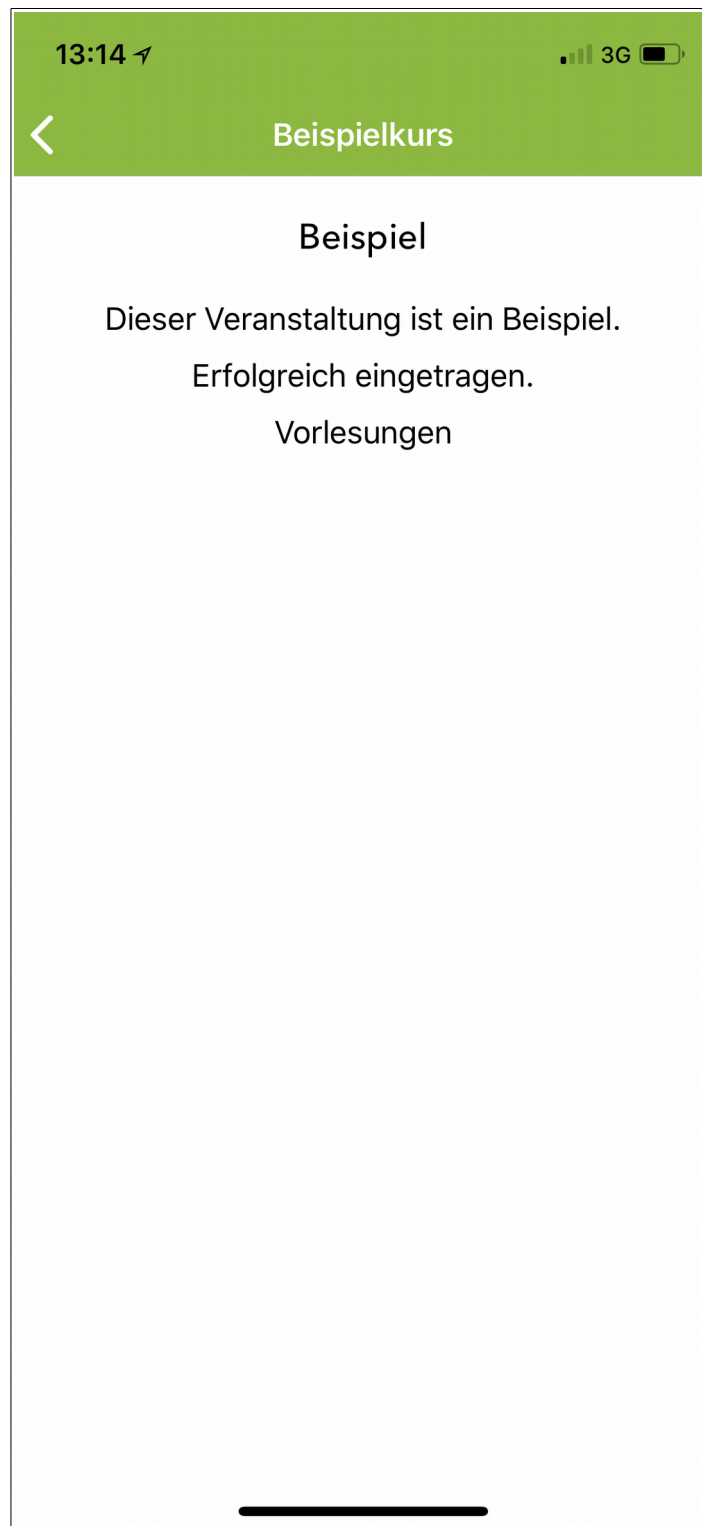 13:14
3G
Beispielkurs
Beispiel
Dieser Veranstaltung ist ein Beispiel.
Erfolgreich eingetragen.
Vorlesungen